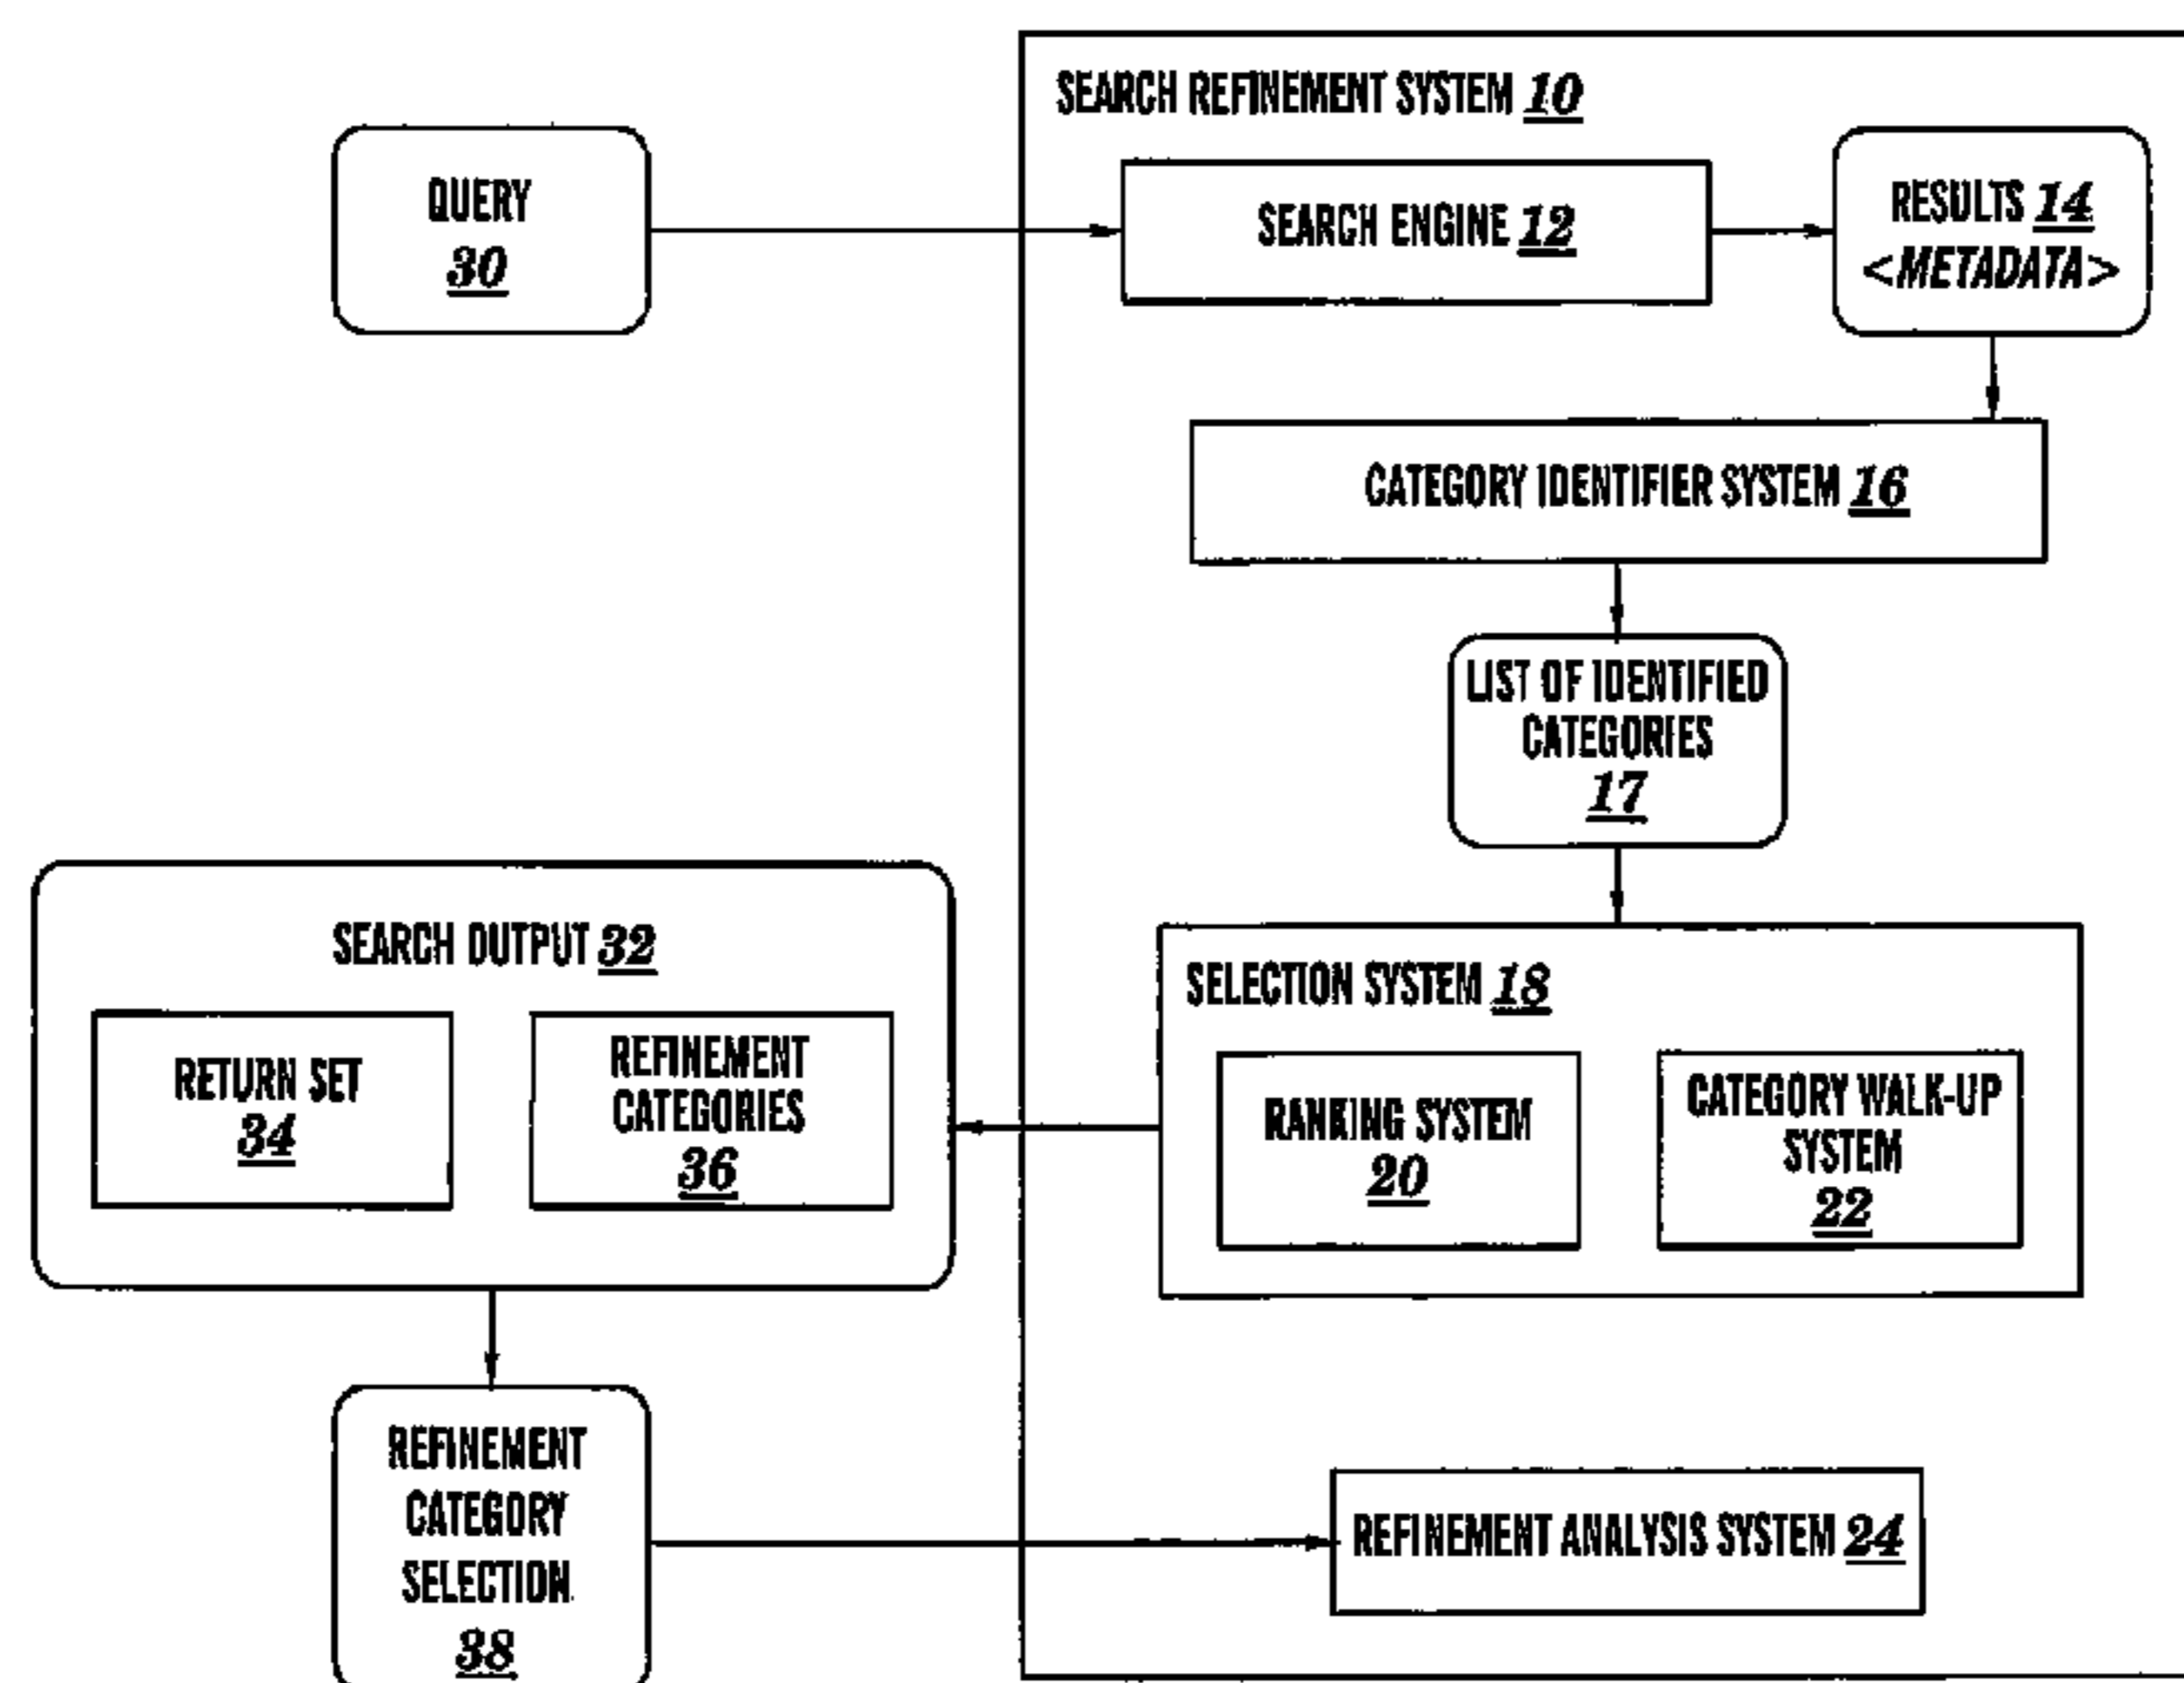 SEARCH REFINEMENT SYSTEM 10
QUERY
30
SEARCH ENGINE 12
RESULTS 14
<METADATA>
CATEGORY IDENTIFIER SYSTEM 16
LIST OF IDENTIFIED
CATEGORIES
17
SEARCH OUTPUT 32
RETURN SET
34
REFINEMENT
CATEGORIES
36
SELECTION SYSTEM 18
RANKING SYSTEM
20
CATEGORY WALK-UP
SYSTEM
22
REFINEMENT
CATEGORY
SELECTION
38
REFINEMENT ANALYSIS SYSTEM 24